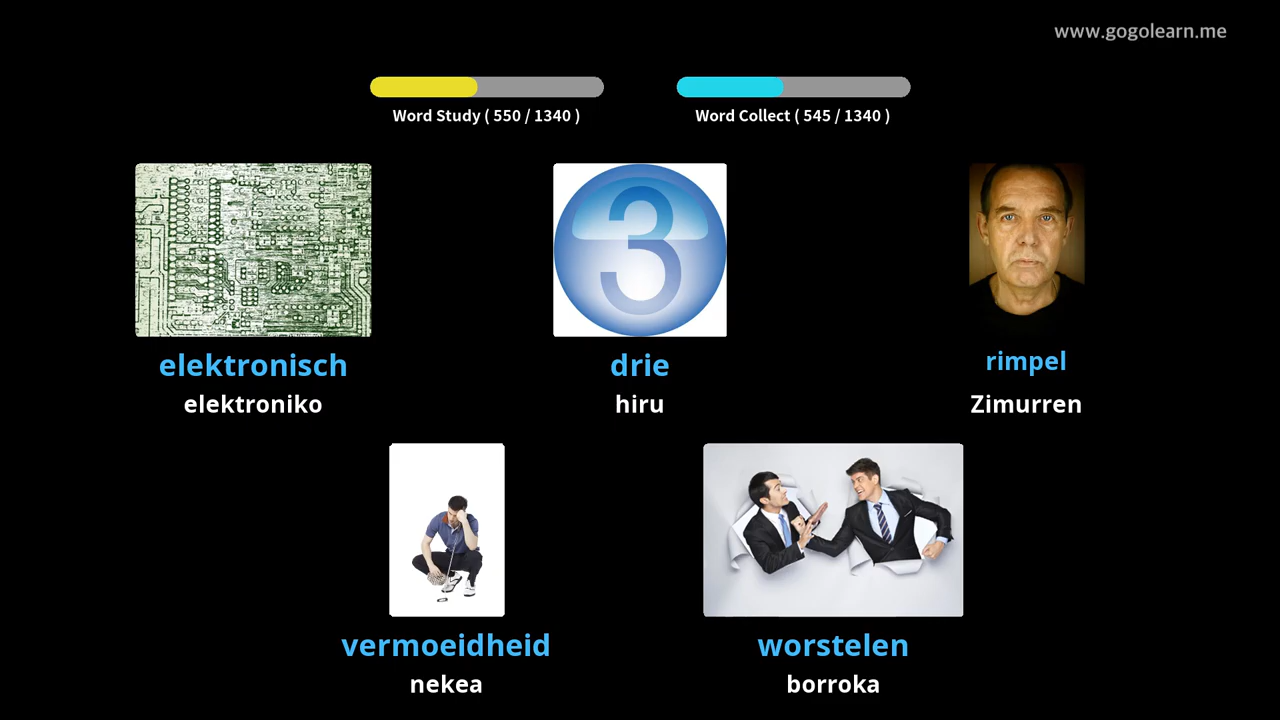 www.gogolearn.me
Word Study ( 550 / 1340 )
Word Collect ( 545 / 1340 )
3
elektronisch
elektroniko
drie
hiru
rimpel
Zimurren
vermoeidheid
nekea
worstelen
borroka